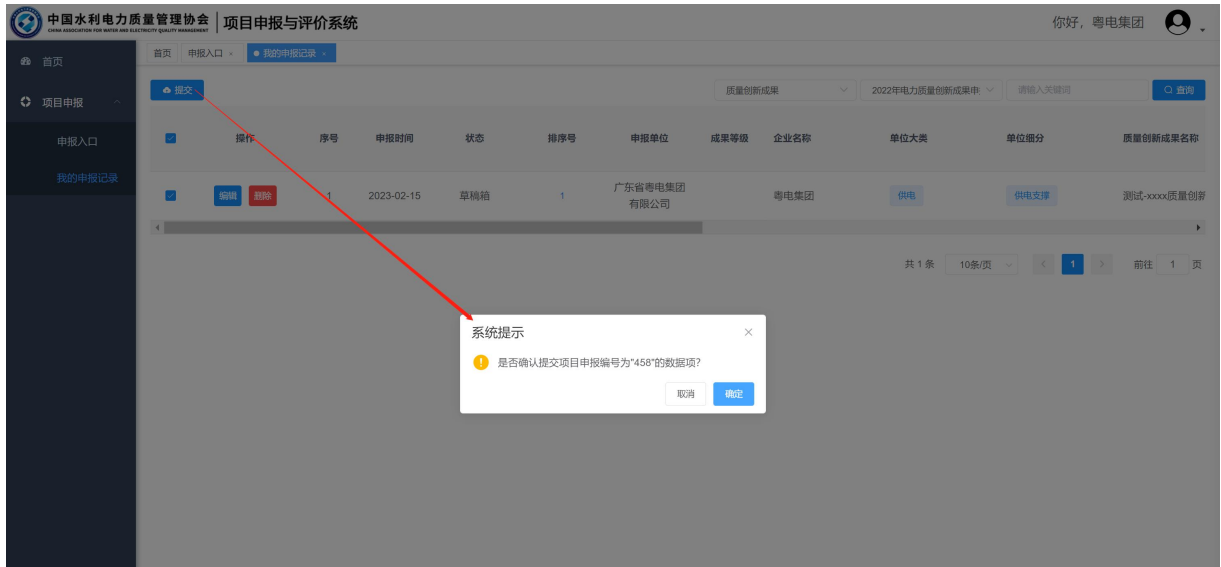 中国水利电力质量管理协会
CHINA ASSOCIATION FOR WATER AND ELECTRICITY QUALITY MANAGEMENT
项目申报与评价系统
你好，粤电集团
首页
项目申报
申报入口
我的申报记录
首页 申报入口 × 我的申报记录 ×
提交
质量创新成果 2022年电力质量创新成果申 请输入关键词 查询
操作 序号 申报时间 状态 排序号 申报单位 成果等级 企业名称 单位大类 单位细分 质量创新成果名称
编辑 删除 1 2023-02-15 草稿箱 1 广东省粤电集团有限公司 粤电集团 供电 供电支撑 测试-xxxx质量创新
共 1 条 10条/页 < 1 > 前往 1 页
系统提示 ×
是否确认提交项目申报编号为"458"的数据项?
取消 确定